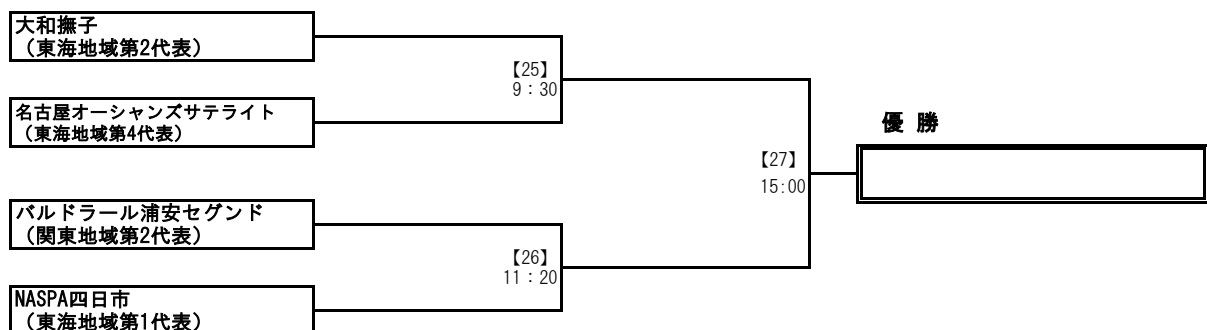 大和撫子
（東海地域第2代表）
【25】
9：30
名古屋オーシャンズサテライト
（東海地域第4代表）
優 勝
【27】
15:00
バルドラール浦安セグンド
（関東地域第2代表）
【26】
11：20
NASPA四日市
（東海地域第1代表）